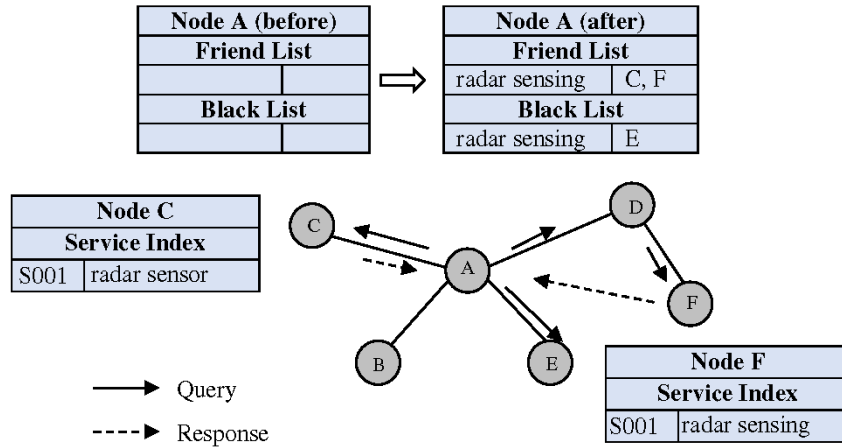 Node A (before)
Friend List
Black List
Node A (after)
Friend List
radar sensing C, F
Black List
radar sensing E
Node C
Service Index
S001 radar sensor
C
D
A
F
B
E
Query
Response
Node F
Service Index
S001 radar sensing